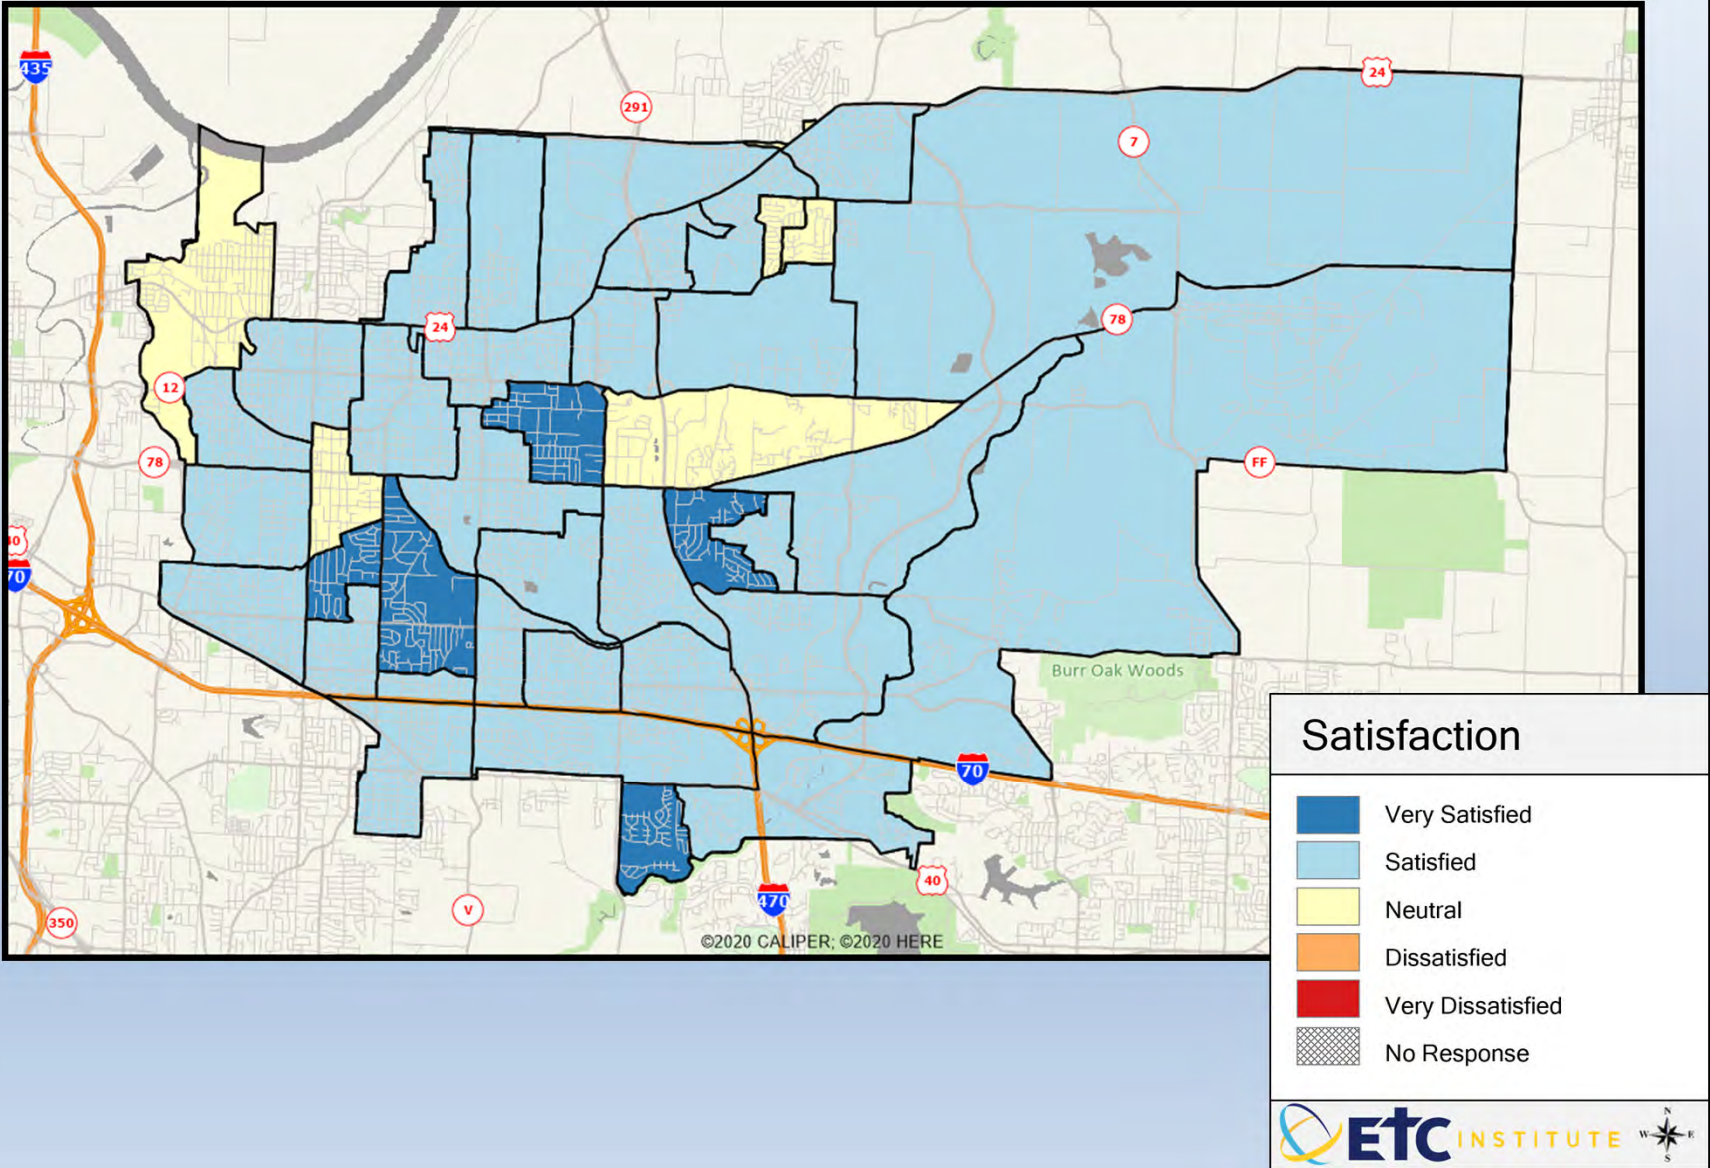 24
435
291
7
78
24
12
78
FF
40
70
Burr Oak Woods
70
40
470
V
350
©2020 CALIPER; ©2020 HERE
Satisfaction
Very Satisfied
Satisfied
Neutral
Dissatisfied
Very Dissatisfied
No Response
ETC INSTITUTE
N
W E
S